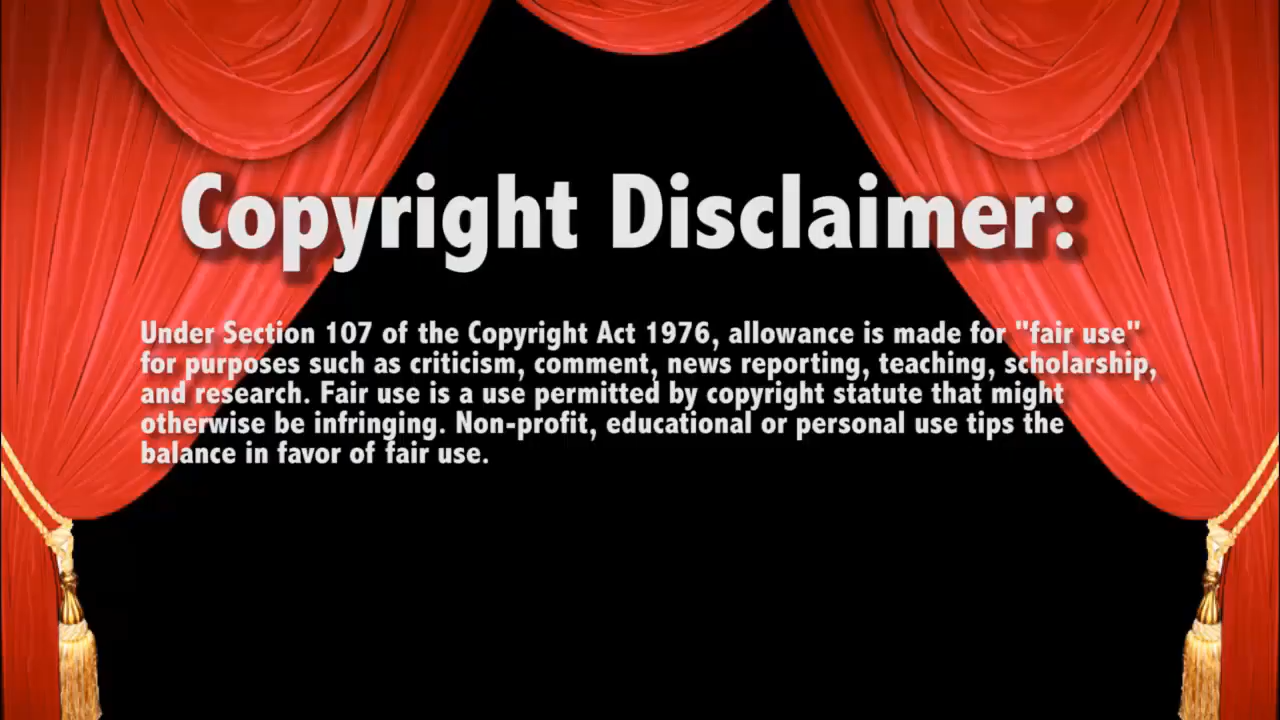 Copyright Disclaimer:
Under Section 107 of the Copyright Act 1976, allowance is made for "fair use"
for purposes such as criticism, comment, news reporting, teaching, scholarship,
and research. Fair use is a use permitted by copyright statute that might
otherwise be infringing. Non-profit, educational or personal use tips the
balance in favor of fair use.